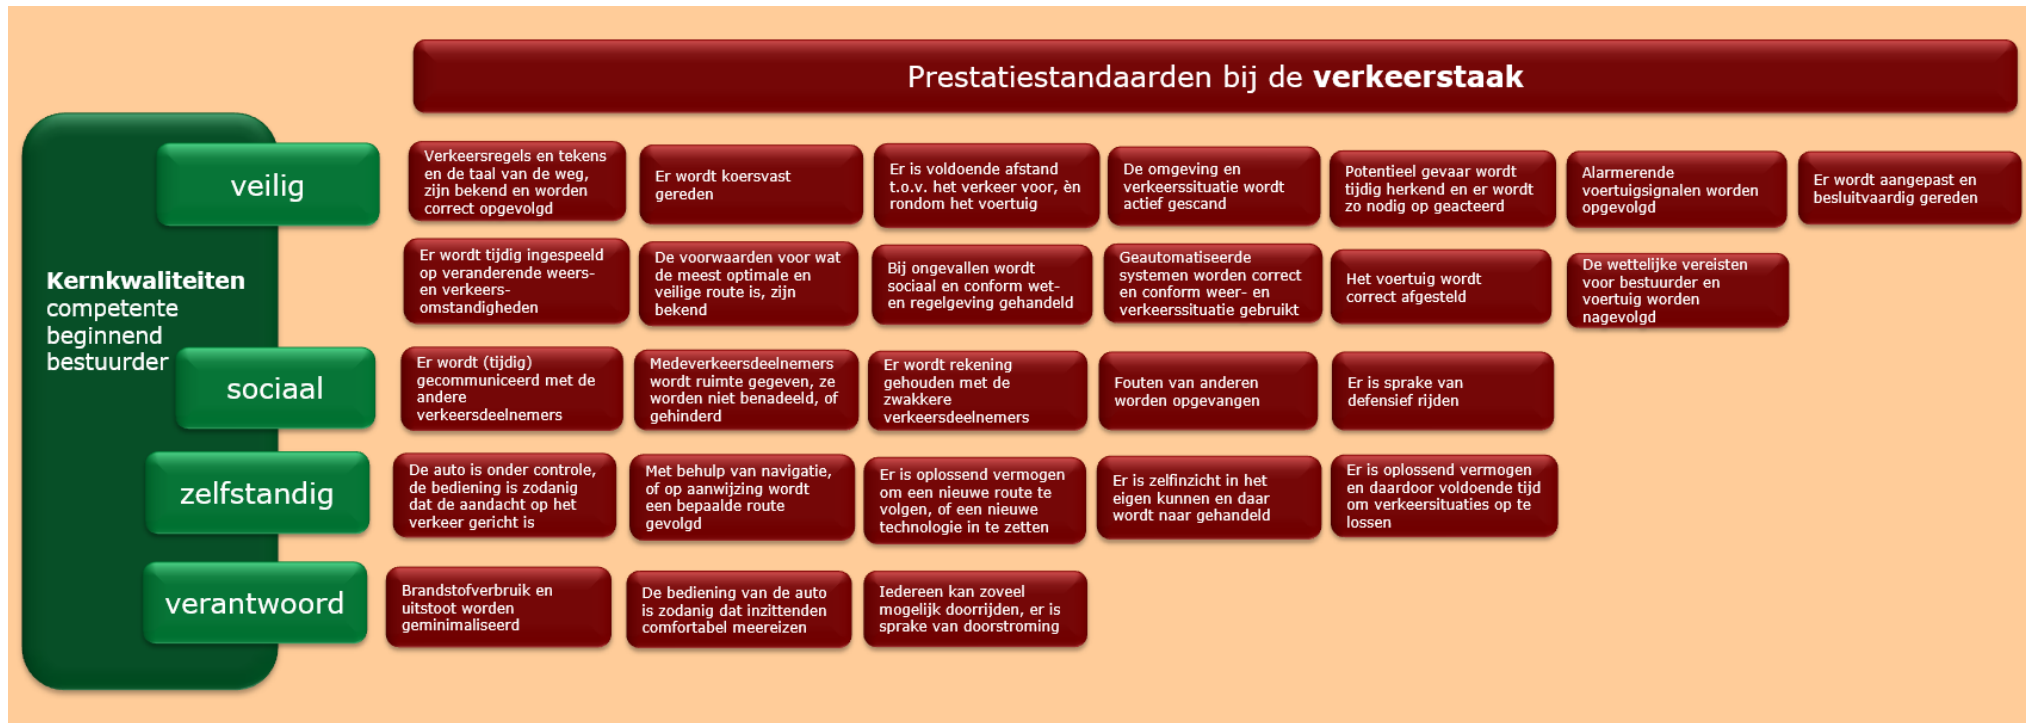 Prestatiestandaarden bij de verkeerstaak
Kernkwaliteiten
competente
beginnend
bestuurder
veilig
Verkeersregels en tekens
en de taal van de weg,
zijn bekend en worden
correct opgevolgd
Er wordt koersvast
gereden
Er is voldoende afstand
t.o.v. het verkeer voor, èn
rondom het voertuig
De omgeving en
verkeerssituatie wordt
actief gescand
Potentieel gevaar wordt
tijdig herkend en er wordt
zo nodig op geacteerd
Alarmerende
voertuigsignalen worden
opgevolgd
Er wordt aangepast en
besluitvaardig gereden
Er wordt tijdig ingespeeld
op veranderende weers-
en verkeers-
omstandigheden
De voorwaarden voor wat
de meest optimale en
veilige route is, zijn
bekend
Bij ongevallen wordt
sociaal en conform wet-
en regelgeving gehandeld
Geautomatiseerde
systemen worden correct
en conform weer- en
verkeerssituatie gebruikt
Het voertuig wordt
correct afgesteld
De wettelijke vereisten
voor bestuurder en
voertuig worden
nagevolgd
sociaal
Er wordt (tijdig)
gecommuniceerd met de
andere
verkeersdeelnemers
Medeverkeersdeelnemers
wordt ruimte gegeven, ze
worden niet benadeeld, of
gehinderd
Er wordt rekening
gehouden met de
zwakkere
verkeersdeelnemers
Fouten van anderen
worden opgevangen
Er is sprake van
defensief rijden
zelfstandig
De auto is onder controle,
de bediening is zodanig
dat de aandacht op het
verkeer gericht is
Met behulp van navigatie,
of op aanwijzing wordt
een bepaalde route
gevolgd
Er is oplossend vermogen
om een nieuwe route te
volgen, of een nieuwe
technologie in te zetten
Er is zelfinzicht in het
eigen kunnen en daar
wordt naar gehandeld
Er is oplossend vermogen
en daardoor voldoende tijd
om verkeersituaties op te
lossen
verantwoord
Brandstofverbruik en
uitstoot worden
geminimaliseerd
De bediening van de auto
is zodanig dat inzittenden
comfortabel meereizen
Iedereen kan zoveel
mogelijk doorrijden, er is
sprake van doorstroming